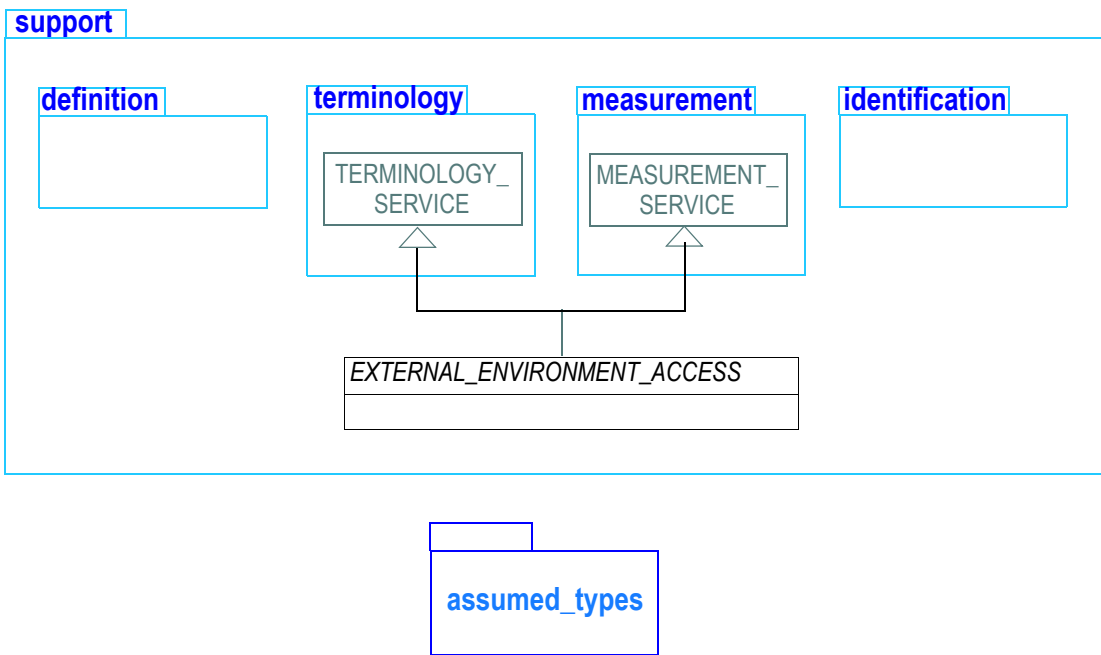 support
definition
terminology
measurement
identification
TERMINOLOGY_
SERVICE
MEASUREMENT_
SERVICE
EXTERNAL_ENVIRONMENT_ACCESS
assumed_types